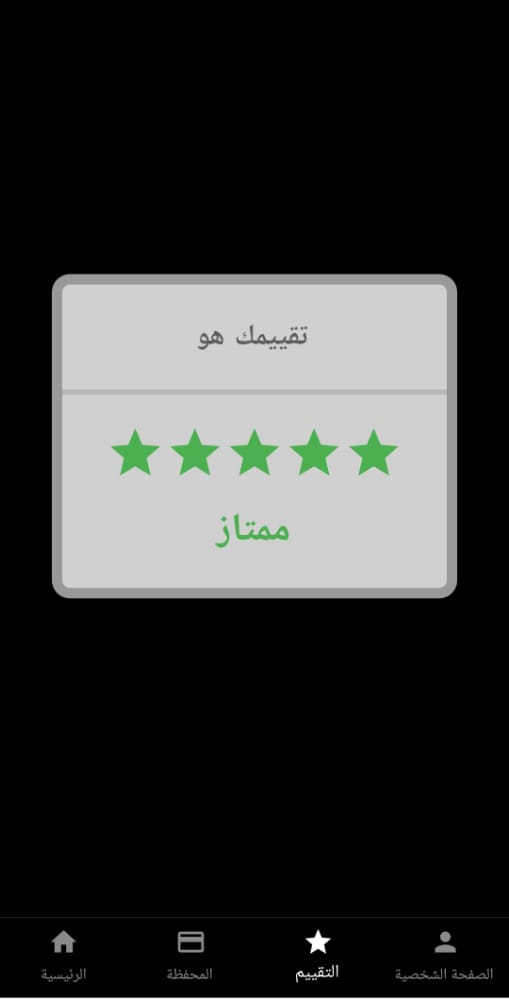 تقييمك هو
ممتاز
الصفحة الشخصية
التقييم
المحفظة
الرئيسية